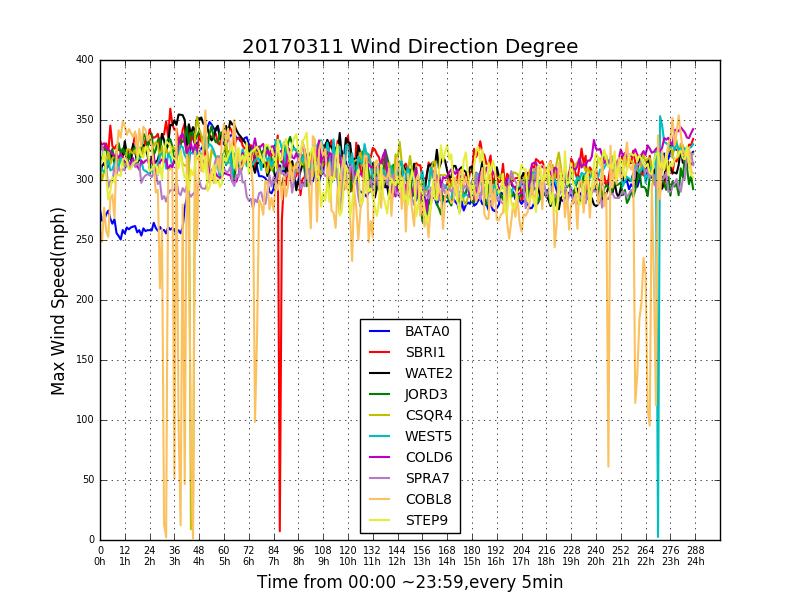 20170311 Wind Direction Degree
Max Wind Speed(mph)
400
350
300
250
200
150
100
50
0
BATA0
SBRI1
WATE2
JORD3
CSQR4
WEST5
COLD6
SPRA7
COBL8
STEP9
0 12 24 36 48 60 72 84 96 108 120 132 144 156 168 180 192 204 216 228 240 252 264 276 288
0h 1h 2h 3h 4h 5h 6h 7h 8h 9h 10h 11h 12h 13h 14h 15h 16h 17h 18h 19h 20h 21h 22h 23h 24h
Time from 00:00 ~23:59,every 5min